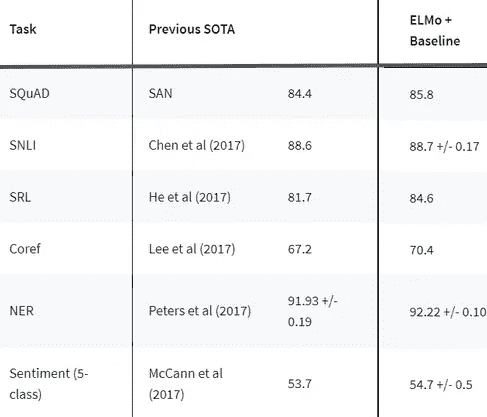 Task Previous SOTA ELMo +
Baseline
SQuAD SAN 84.4 85.8
SNLI Chen et al (2017) 88.6 88.7 +/- 0.17
SRL He et al (2017) 81.7 84.6
Coref Lee et al (2017) 67.2 70.4
NER Peters et al (2017) 91.93 +/-
0.19 92.22 +/- 0.10
Sentiment (5-
class) McCann et al
(2017) 53.7 54.7 +/- 0.5